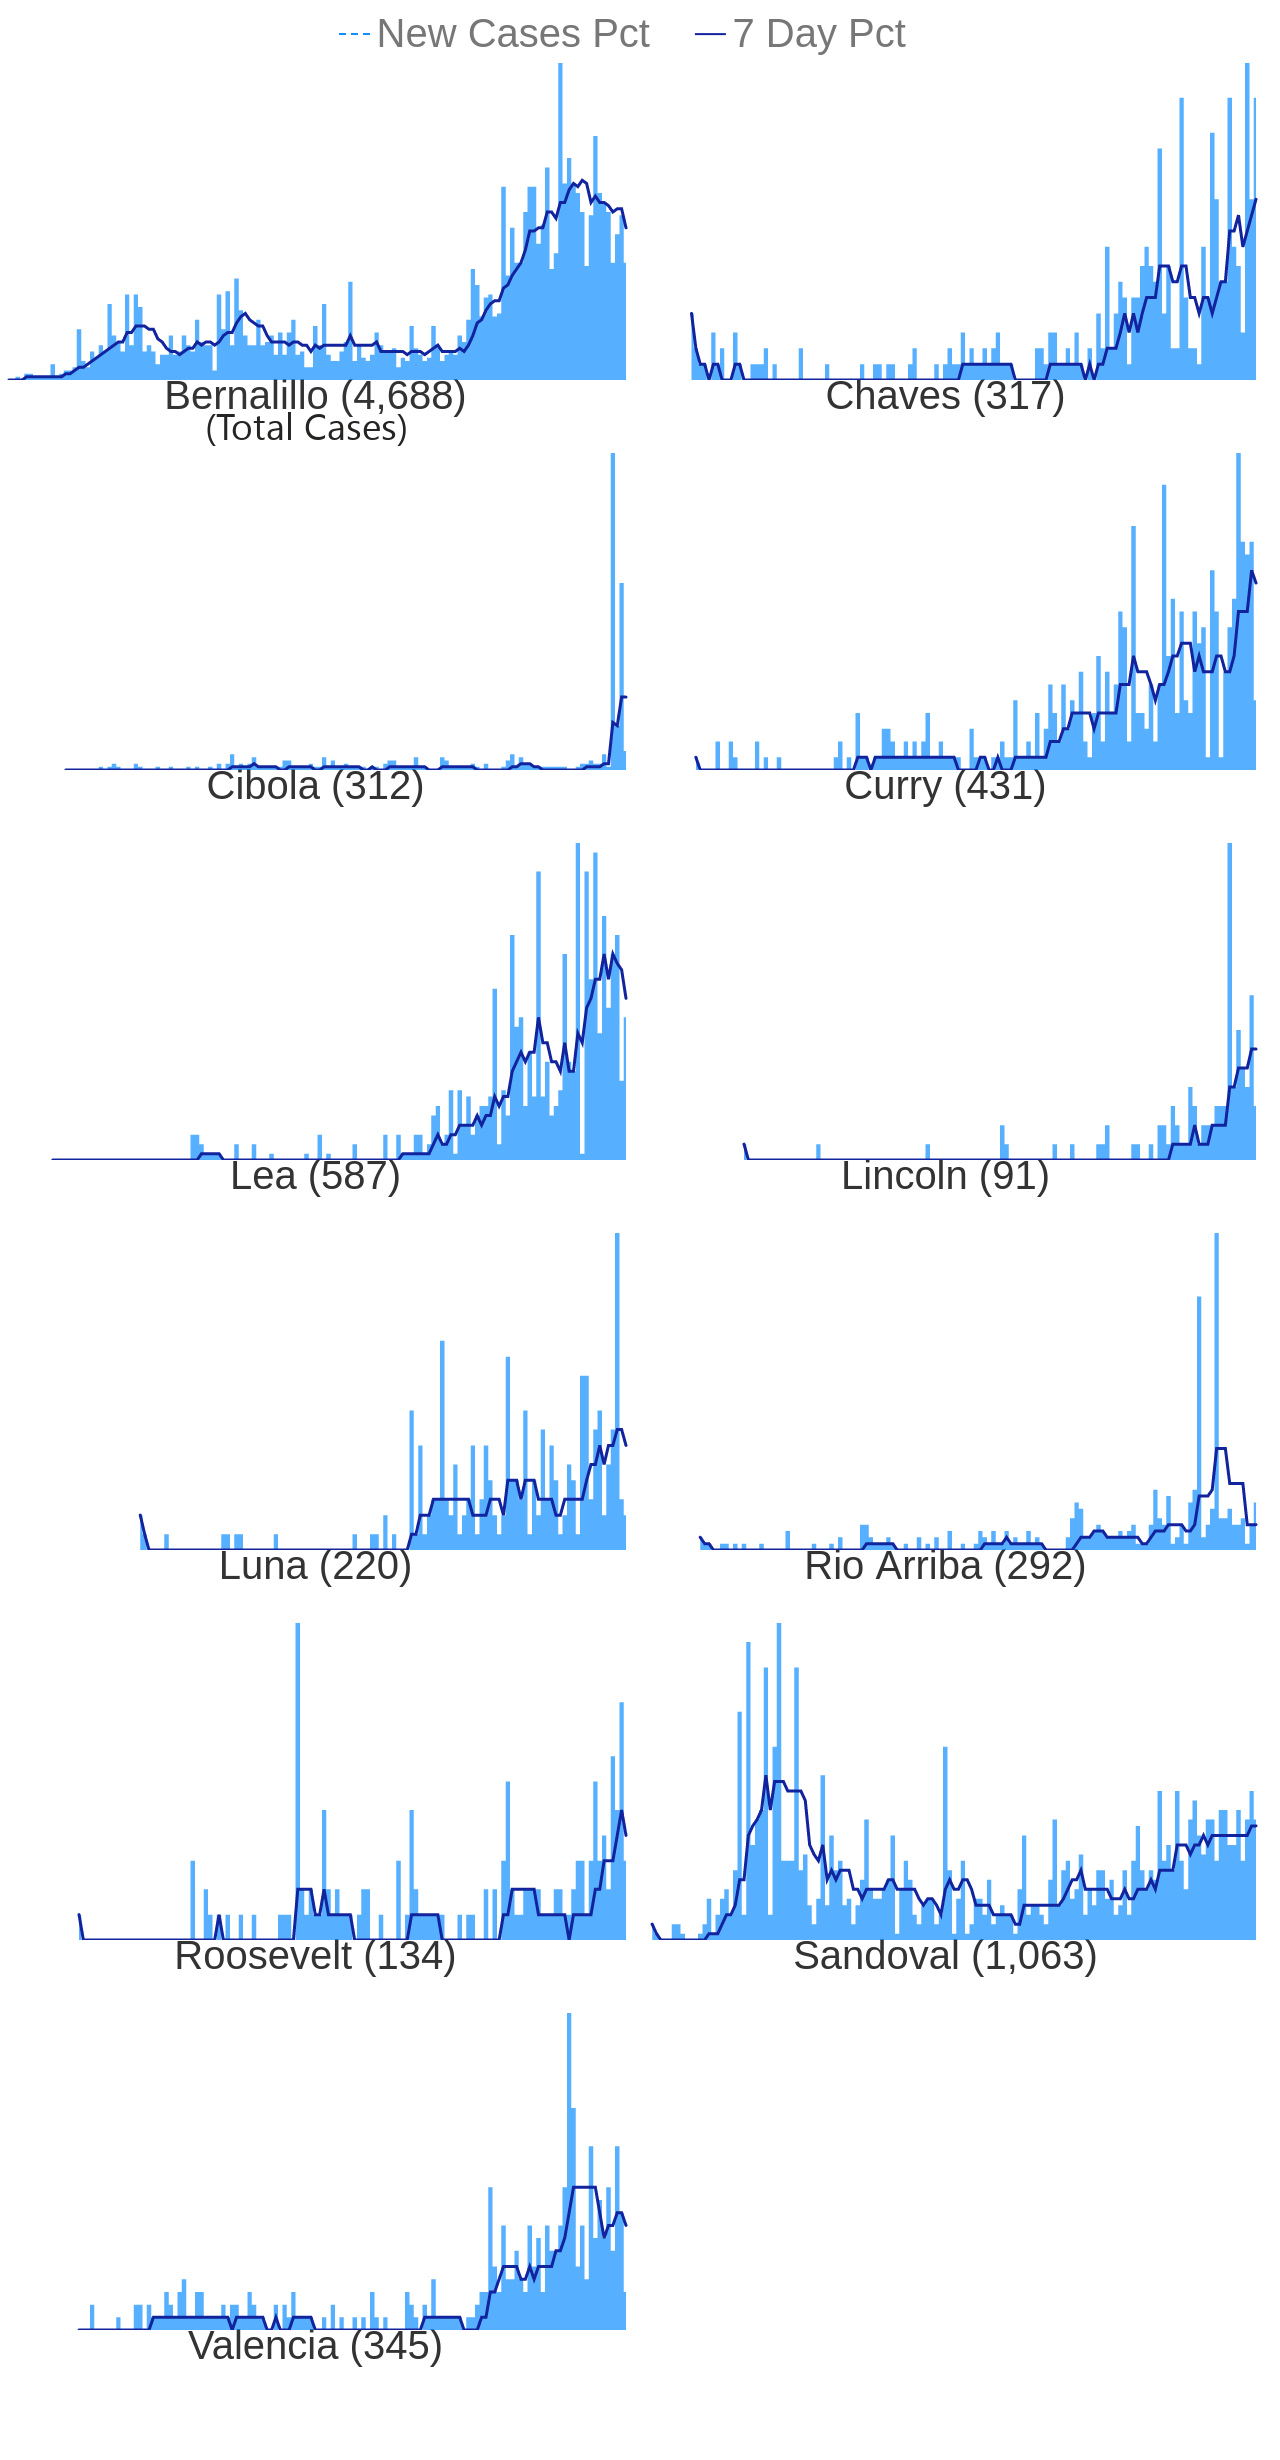 New Cases Pct 7 Day Pct
Bernalillo (4,688) Chaves (317)
(Total Cases)
Cibola (312) Curry (431)
Lea (587) Lincoln (91)
Luna (220) Rio Arriba (292)
Roosevelt (134) Sandoval (1,063)
Valencia (345)